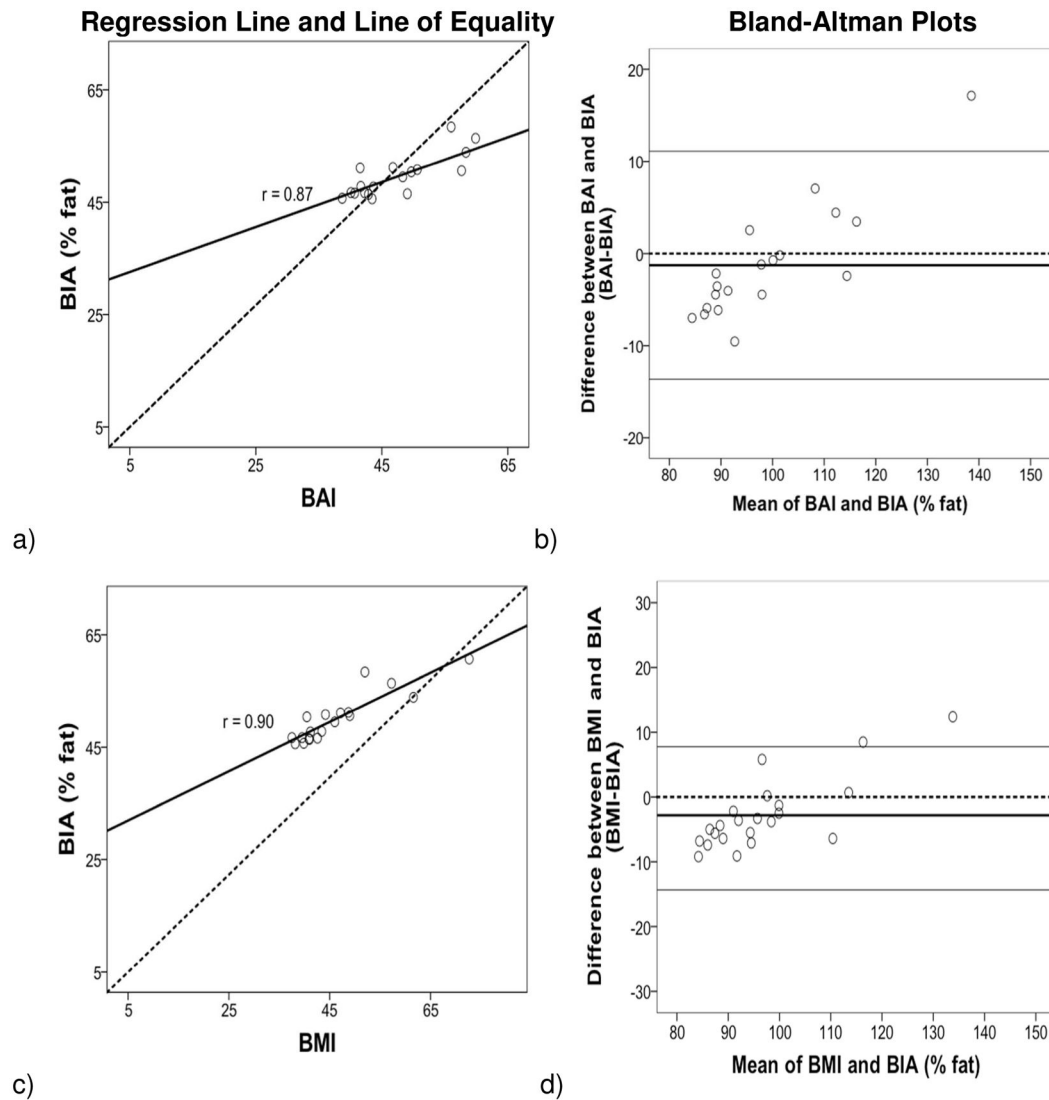 Regression Line and Line of Equality
Bland-Altman Plots
BIA (% fat)
65
45
25
5
r = 0.87
5
25
45
65
BAI
a)
Difference between BAI and BIA
(BAI-BIA)
20
10
0
-10
-20
80
90
100
110
120
130
140
150
Mean of BAI and BIA (% fat)
b)
BIA (% fat)
65
45
25
5
r = 0.90
5
25
45
65
BMI
c)
Difference between BMI and BIA
(BMI-BIA)
30
20
10
0
-10
-20
-30
80
90
100
110
120
130
140
150
Mean of BMI and BIA (% fat)
d)